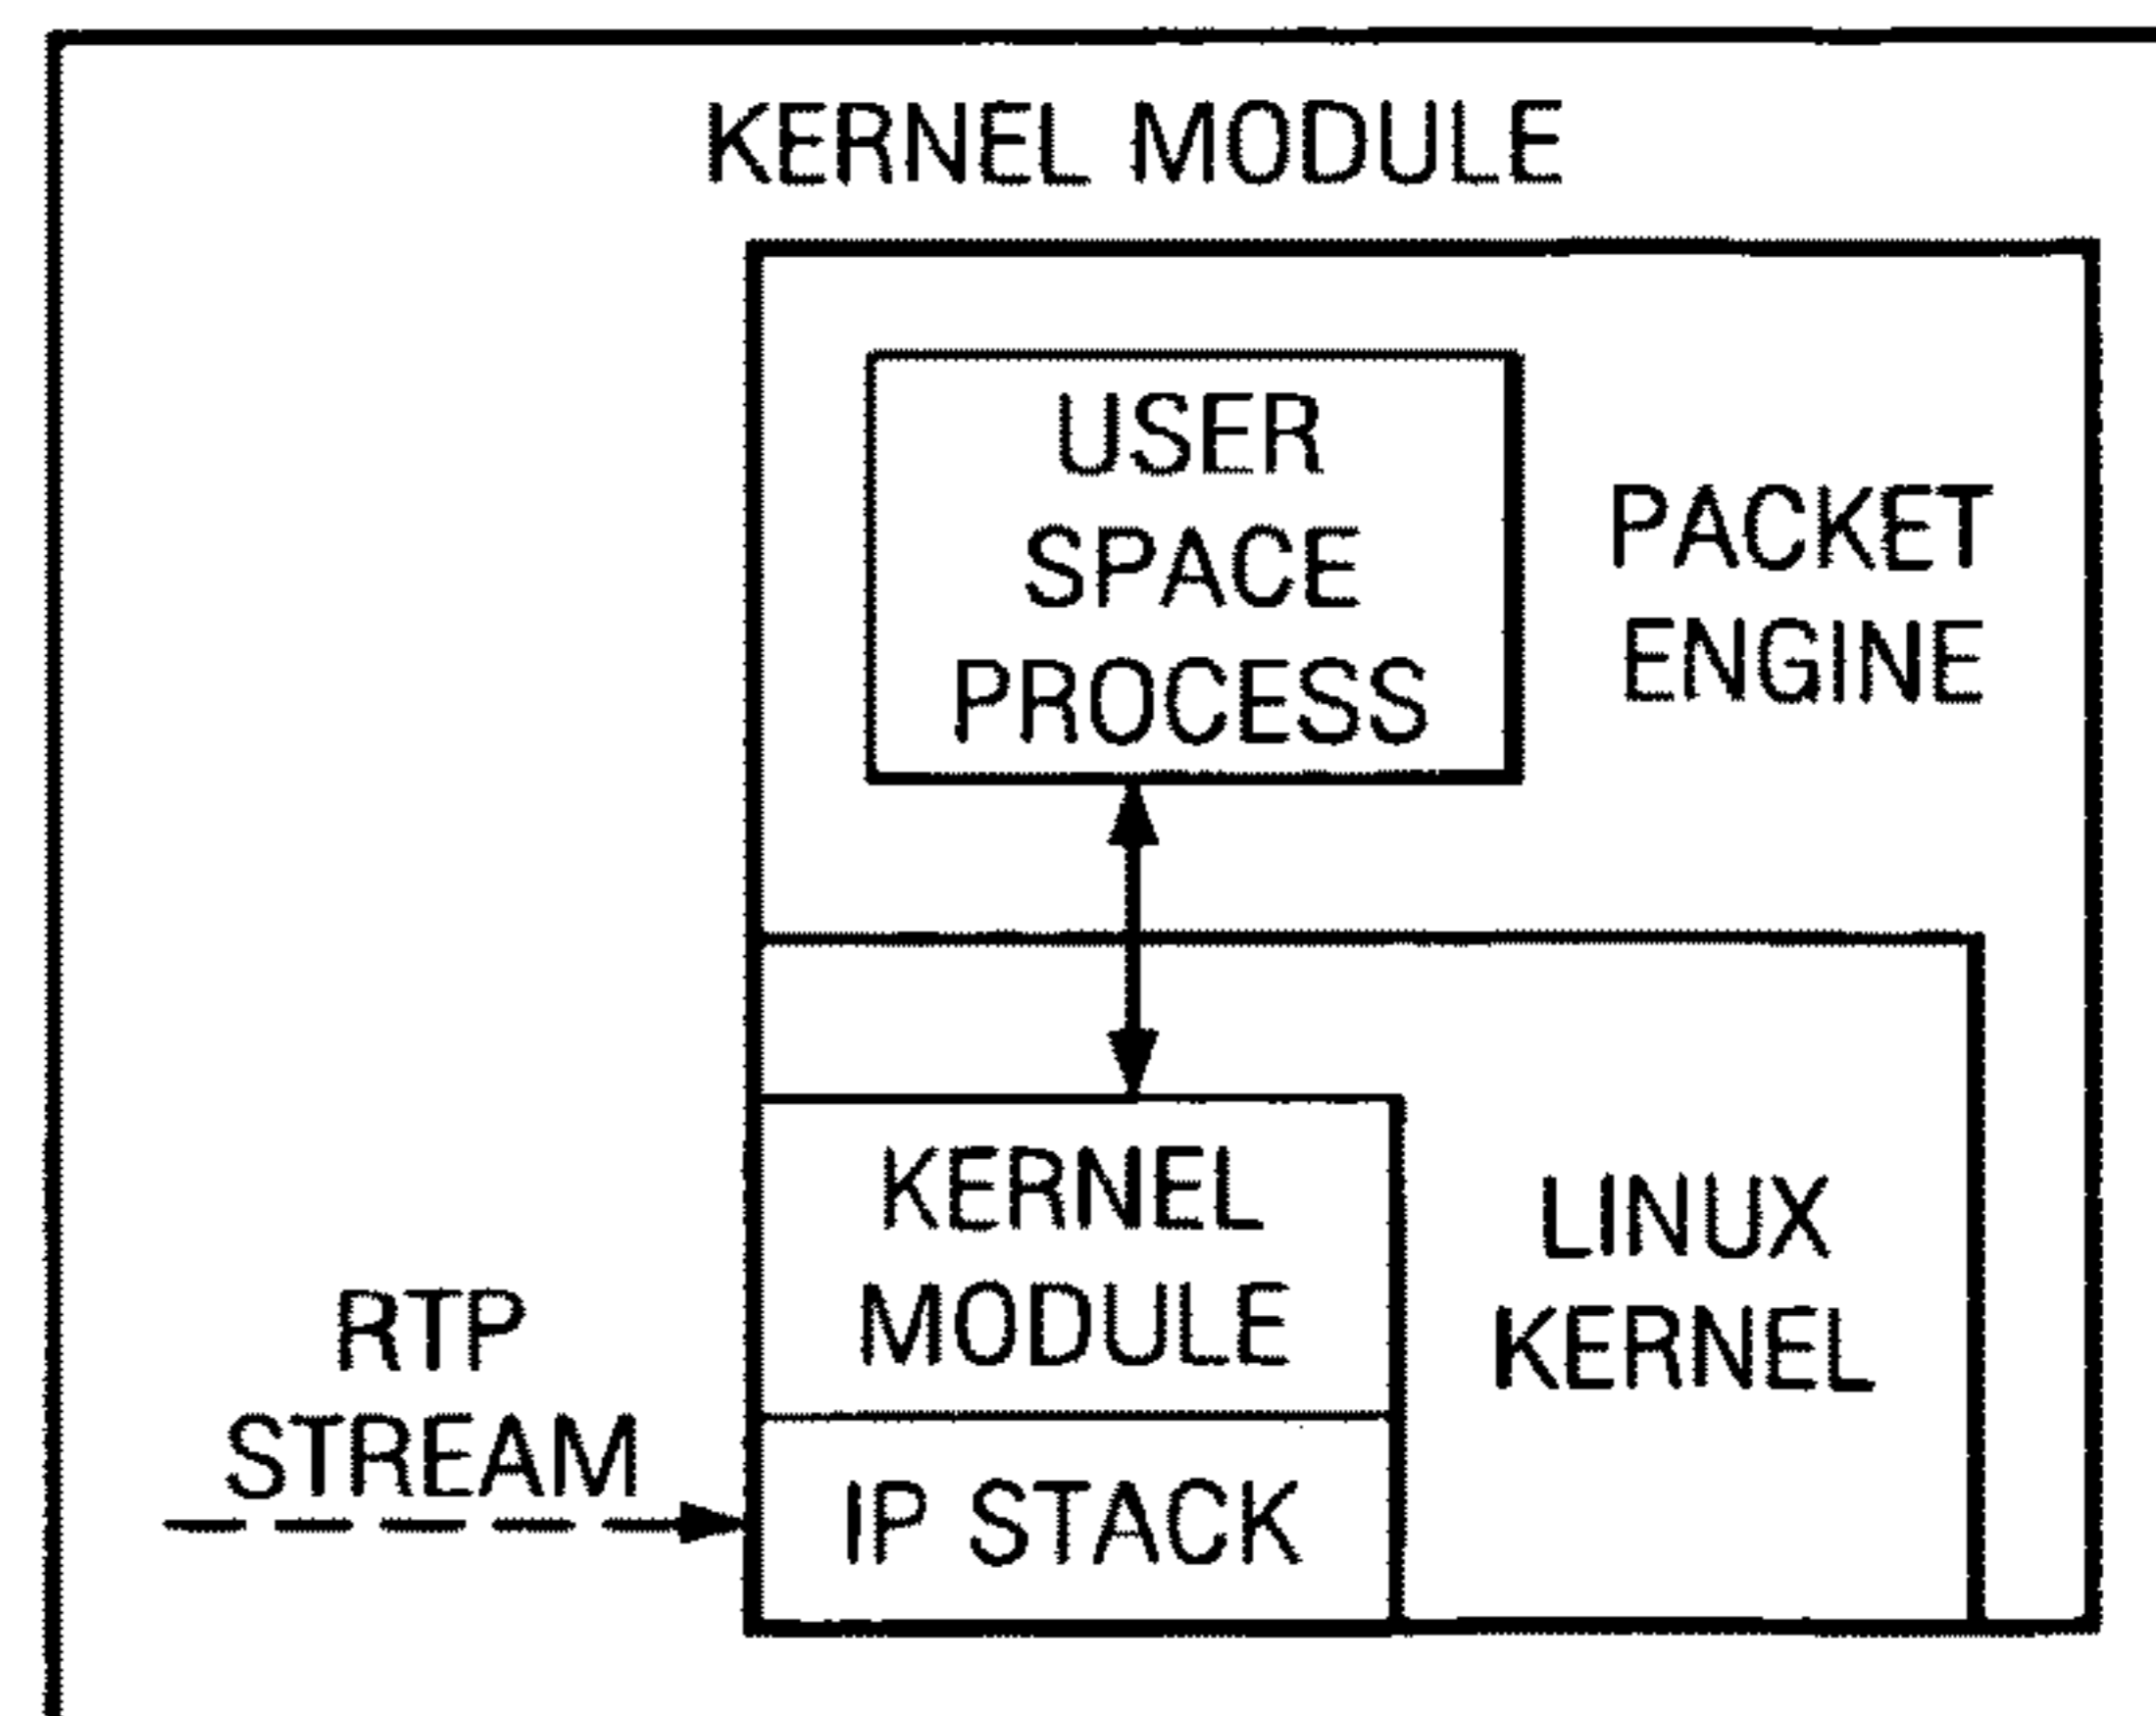 KERNEL MODULE
USER
SPACE
PROCESS
PACKET
ENGINE
KERNEL
MODULE
LINUX
KERNEL
RTP
STREAM
IP STACK